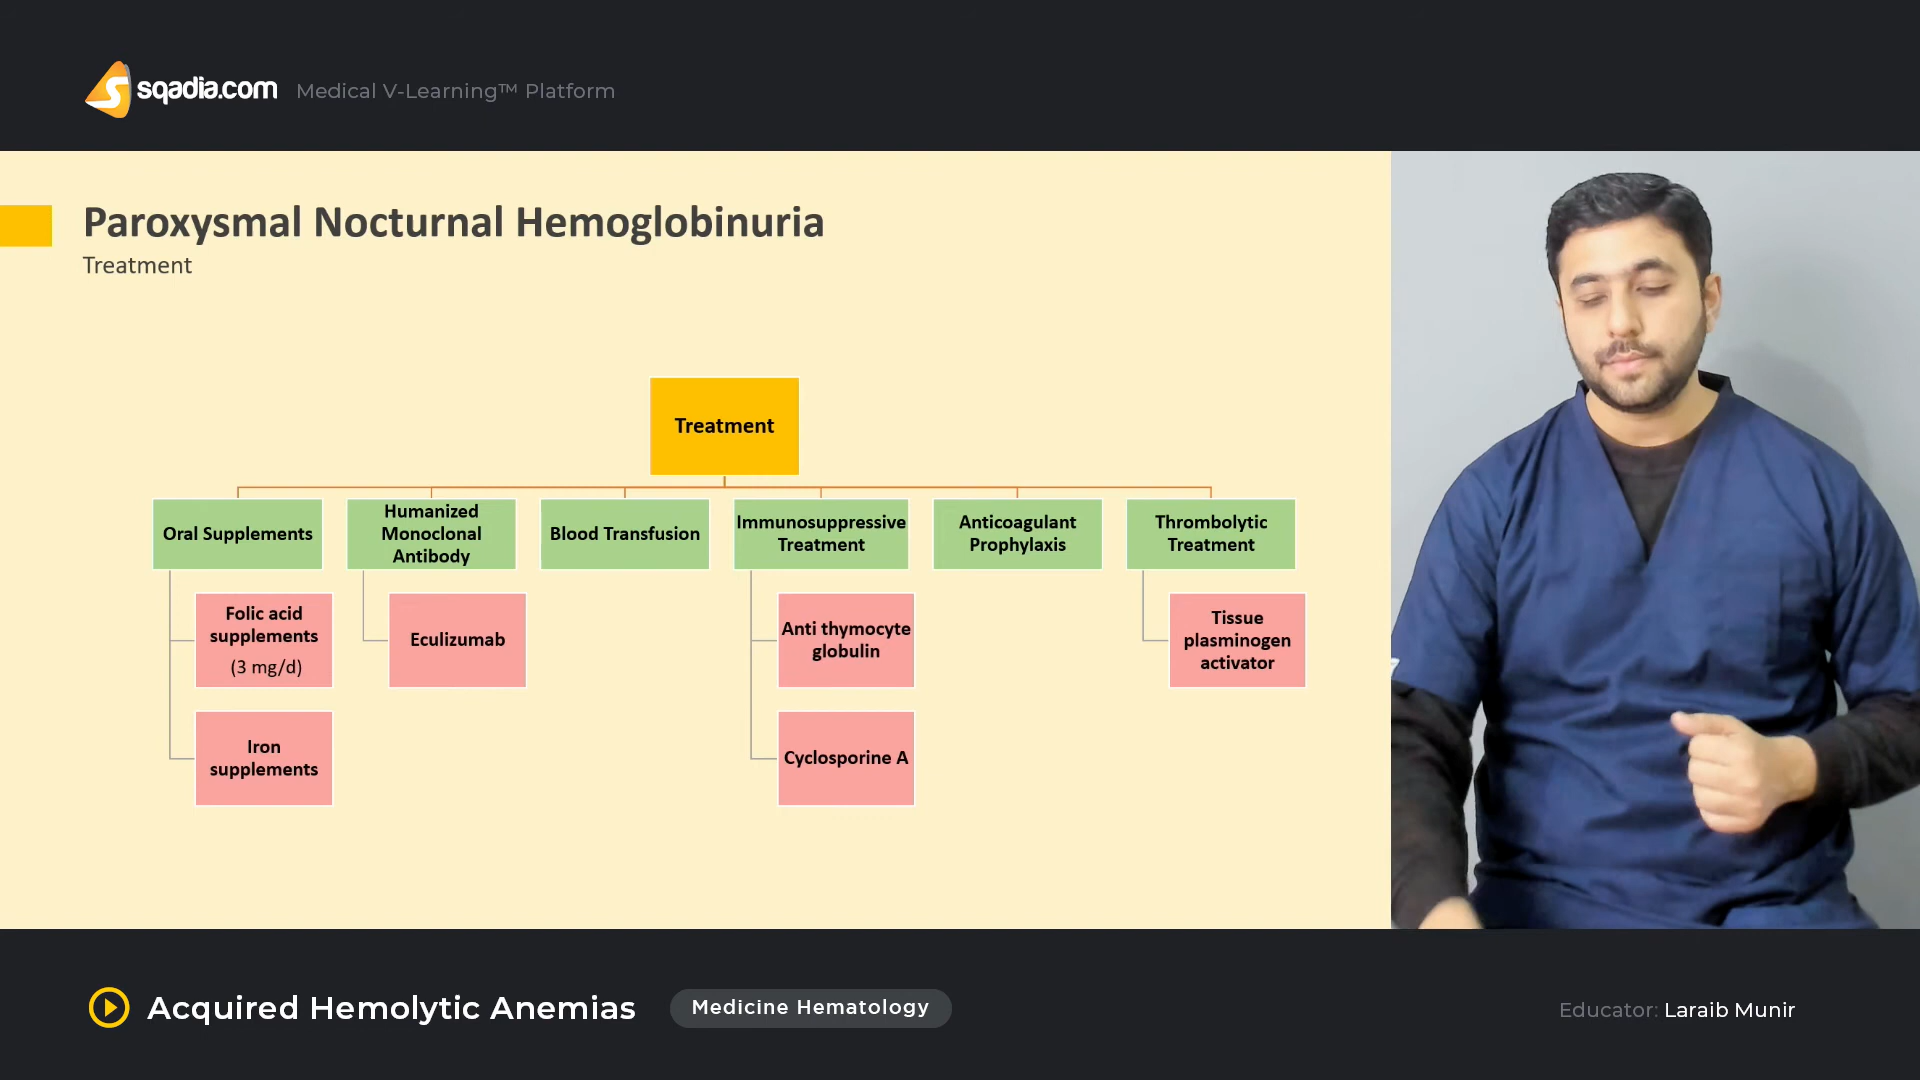 sqadia.com Medical V-Learning™ Platform
Paroxysmal Nocturnal Hemoglobinuria
Treatment
Treatment
Oral Supplements
Humanized
Monoclonal
Antibody
Blood Transfusion
Immunosuppressive
Treatment
Anticoagulant
Prophylaxis
Thrombolytic
Treatment
Folic acid
supplements
(3 mg/d)
Eculizumab
Anti thymocyte
globulin
Tissue
plasminogen
activator
Iron
supplements
Cyclosporine A
Acquired Hemolytic Anemias
Medicine Hematology
Educator: Laraib Munir